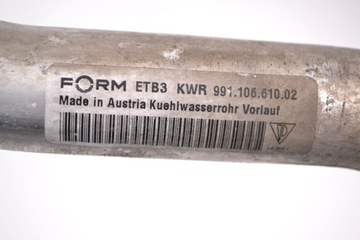 FORM ETB3 KWR 991.106.610.02
Made in Austria Kuehlwasserrohr Vorlauf